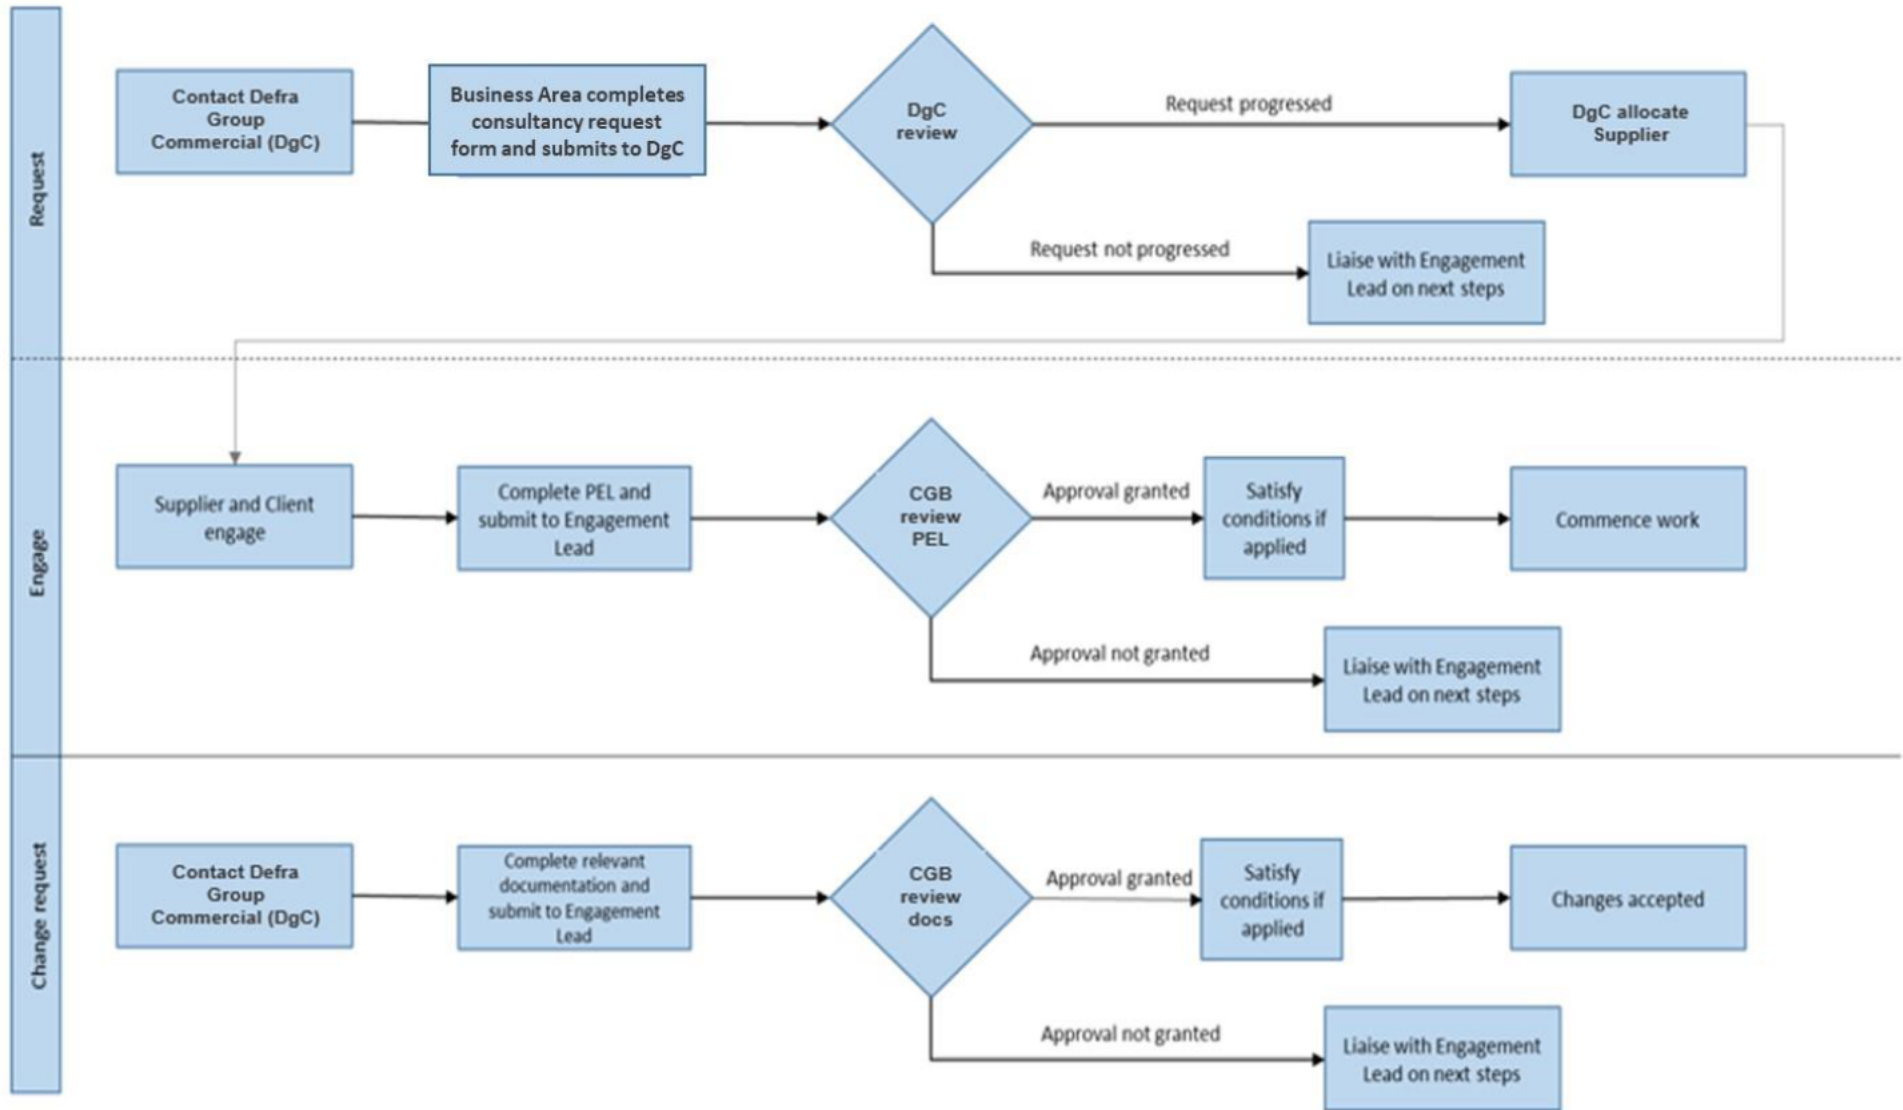 Request
Contact Defra
Group
Commercial (DgC)
Business Area completes
consultancy request
form and submits to DgC
DgC
review
Request progressed
DgC allocate
Supplier
Request not progressed
Liaise with Engagement
Lead on next steps
Engage
Supplier and Client
engage
Complete PEL and
submit to Engagement
Lead
CGB
review
PEL
Approval granted
Satisfy
conditions if
applied
Commence work
Approval not granted
Liaise with Engagement
Lead on next steps
Change request
Contact Defra
Group
Commercial (DgC)
Complete relevant
documentation and
submit to Engagement
Lead
CGB
review
docs
Approval granted
Satisfy
conditions if
applied
Changes accepted
Approval not granted
Liaise with Engagement
Lead on next steps